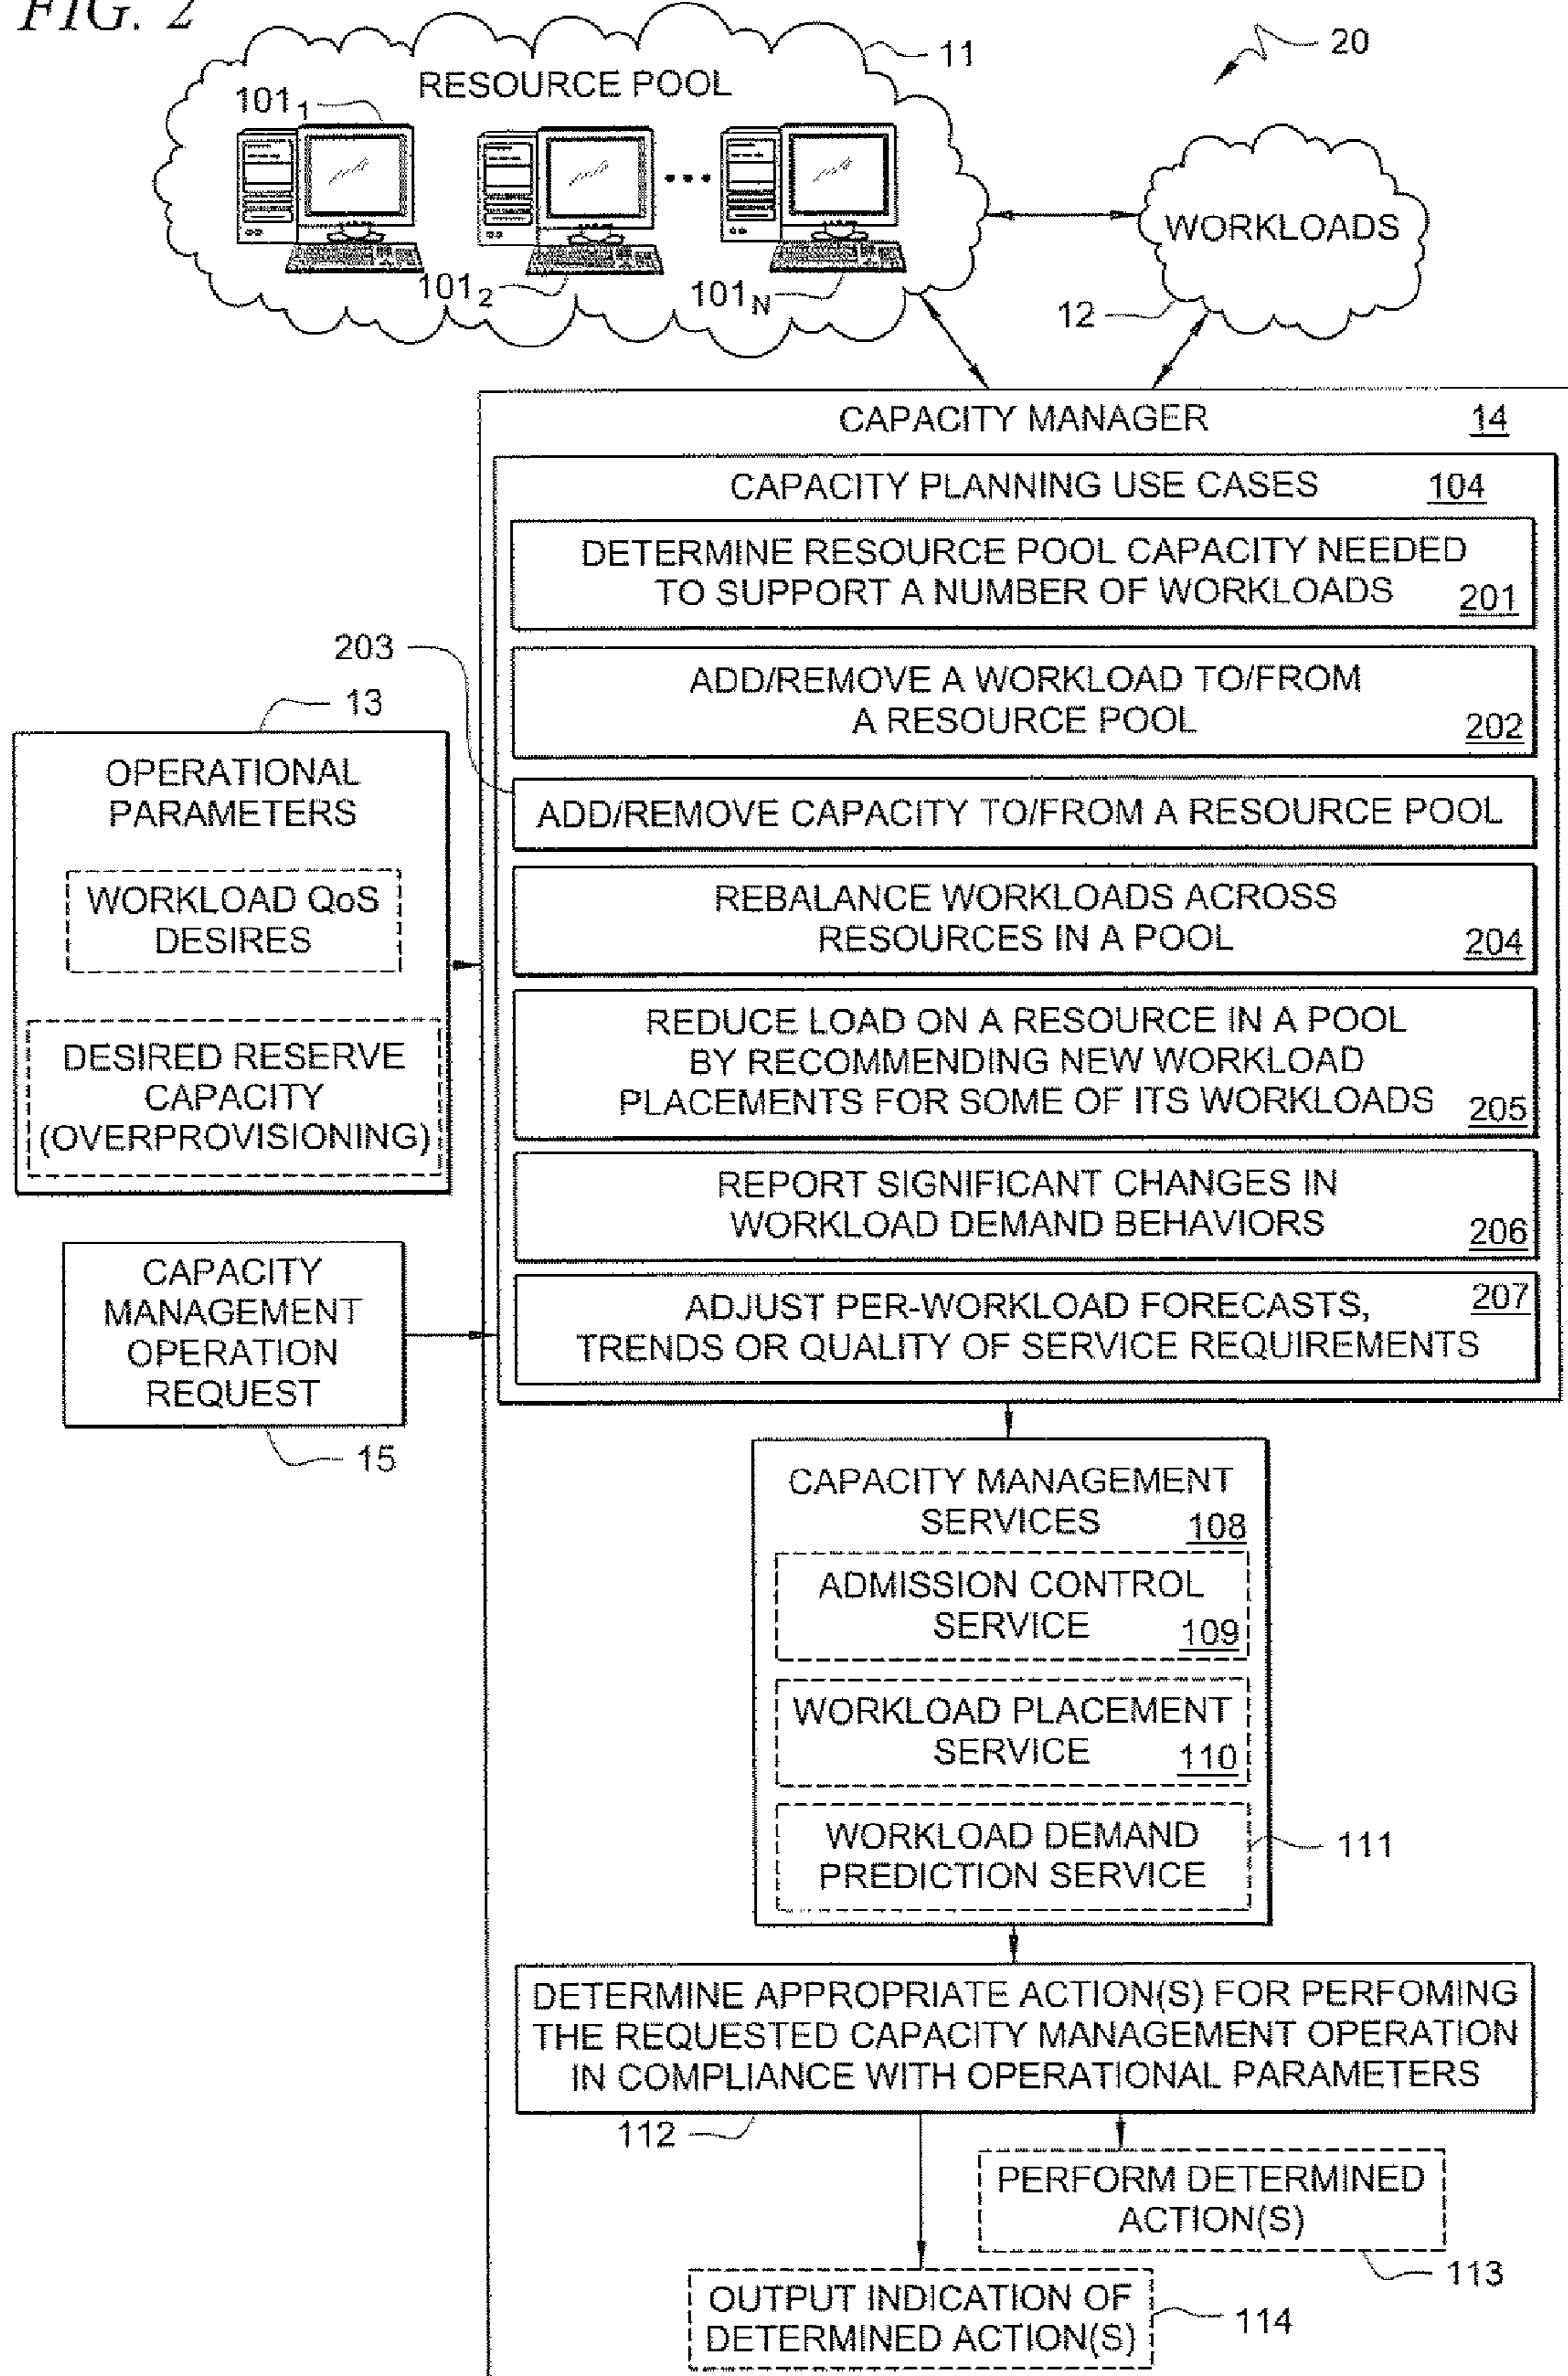 FIG. 2
11
20
RESOURCE POOL
101 1
WORKLOADS
101 2
101 N
12
CAPACITY MANAGER 14
CAPACITY PLANNING USE CASES 104
DETERMINE RESOURCE POOL CAPACITY NEEDED
TO SUPPORT A NUMBER OF WORKLOADS 201
203
ADD/REMOVE A WORKLOAD TO/FROM
A RESOURCE POOL 202
13
OPERATIONAL
PARAMETERS
WORKLOAD QoS
DESIRES
DESIRED RESERVE
CAPACITY
(OVERPROVISIONING)
ADD/REMOVE CAPACITY TO/FROM A RESOURCE POOL
REBALANCE WORKLOADS ACROSS
RESOURCES IN A POOL 204
REDUCE LOAD ON A RESOURCE IN A POOL
BY RECOMMENDING NEW WORKLOAD
PLACEMENTS FOR SOME OF ITS WORKLOADS 205
REPORT SIGNIFICANT CHANGES IN
WORKLOAD DEMAND BEHAVIORS 206
CAPACITY
MANAGEMENT
OPERATION
REQUEST
15
ADJUST PER-WORKLOAD FORECASTS, 207
TRENDS OR QUALITY OF SERVICE REQUIREMENTS
CAPACITY MANAGEMENT
SERVICES 108
ADMISSION CONTROL
SERVICE 109
WORKLOAD PLACEMENT
SERVICE 110
WORKLOAD DEMAND
PREDICTION SERVICE
111
DETERMINE APPROPRIATE ACTION(S) FOR PERFOMING
THE REQUESTED CAPACITY MANAGEMENT OPERATION
IN COMPLIANCE WITH OPERATIONAL PARAMETERS
112
PERFORM DETERMINED
ACTION(S)
113
OUTPUT INDICATION OF
DETERMINED ACTION(S)
114